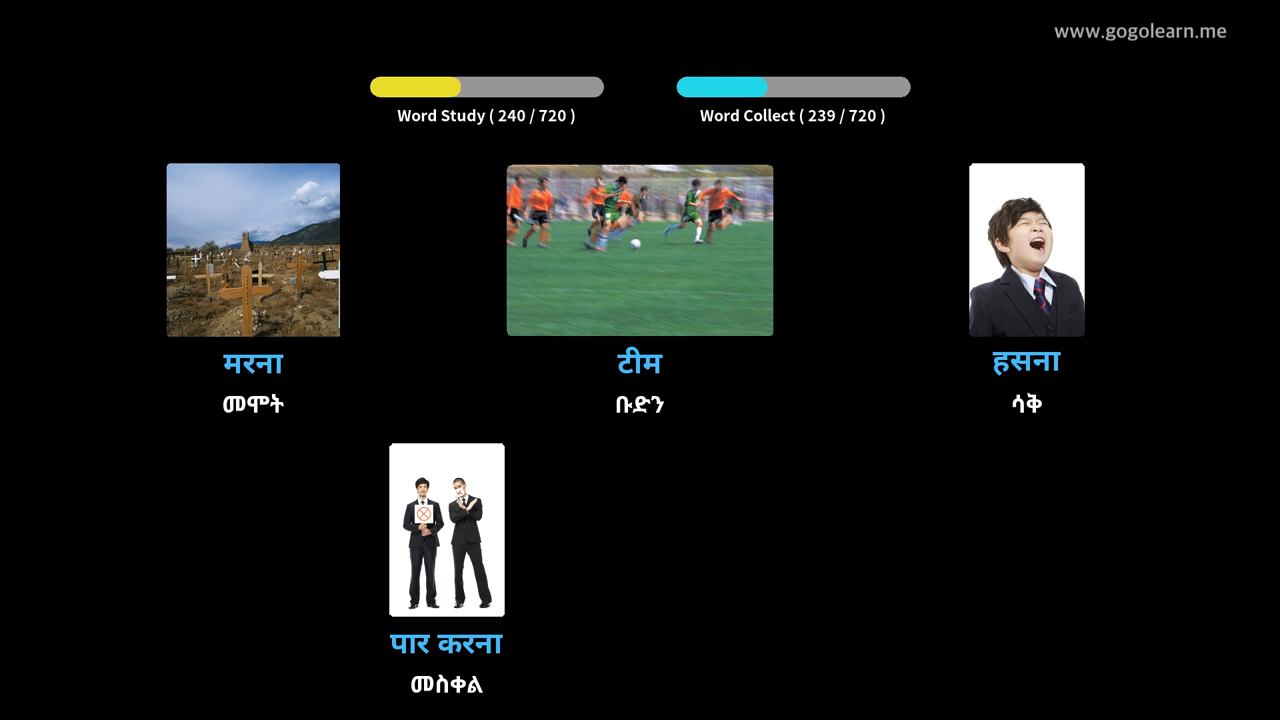 www.gogolearn.me
Word Study ( 240 / 720 )
Word Collect ( 239 / 720 )
मरना
መሞት
टीम
ቡድን
हसना
ሳቅ
पार करना
መስቀል